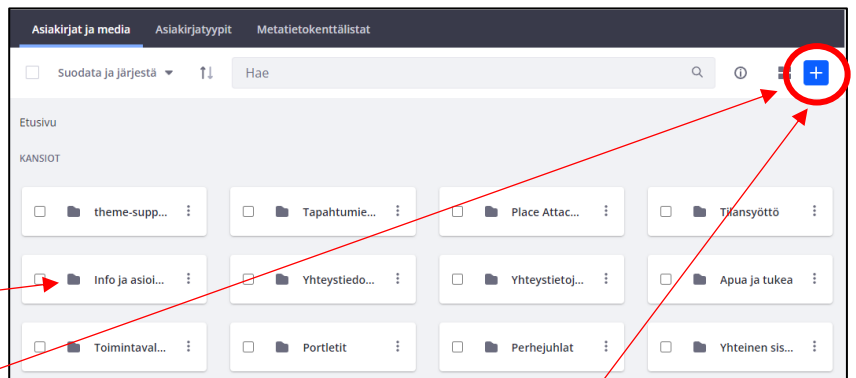 Asiakirjat ja media Asiakirjatyypit Metatietokenttälistat
Suodata ja järjestä Hae
Etusivu
KANSIOT
theme-supp... Tapahtumie... Place Attac... Tilansyöttö
Info ja asioi... Yhteystiedo... Yhteystietoj... Apua ja tukea
Toimintaval... Portletit Perhejuhlat Yhteinen sis...